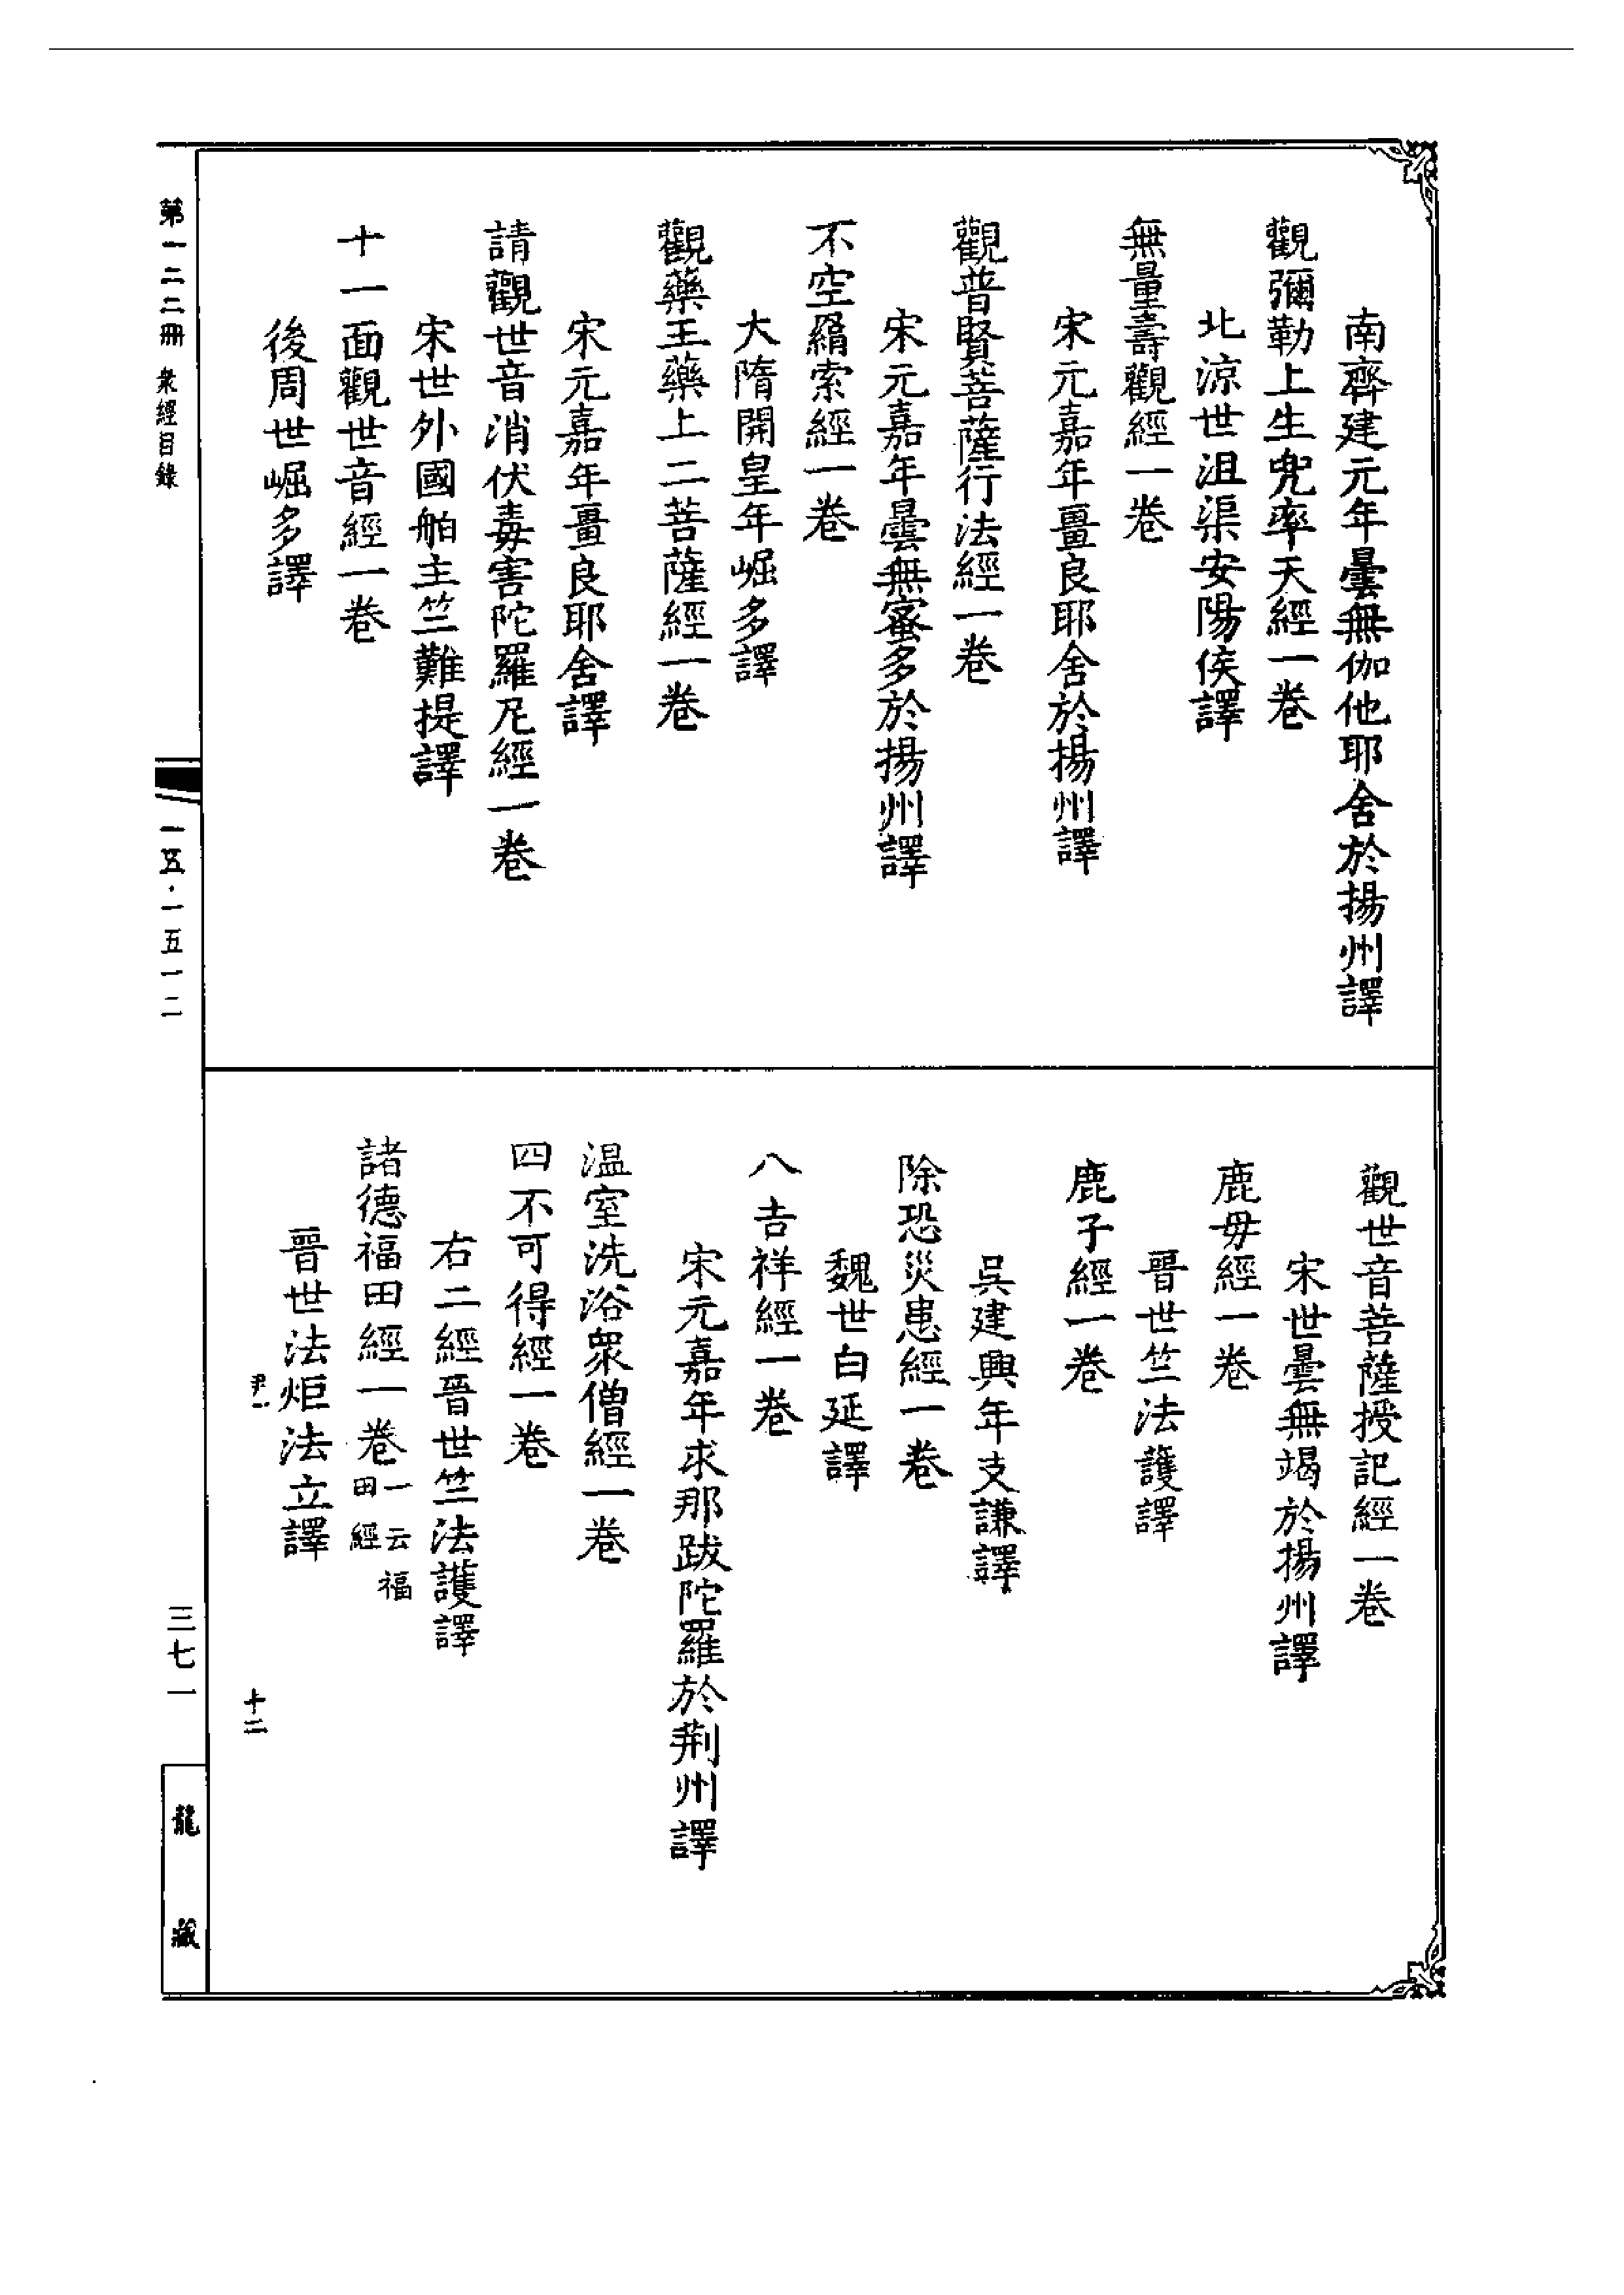 南齊建元年曇無伽他耶舍於揚州譯
觀彌勒上生兜率天經一卷
北涼世沮渠安陽侯譯
無量壽觀經一卷
宋元嘉年畺良耶舍於揚州譯
觀普賢菩薩行法經一卷
宋元嘉年曇無蜜多於揚州譯
不空羂索經一卷
大隋開皇年崛多譯
觀藥王藥上二菩薩經一卷
宋元嘉年畺良耶舍譯
請觀世音消伏毒害陀羅尼經一卷
宋世外國舶主竺難提譯
十一面觀世音經一卷
後周世崛多譯
觀世音菩薩授記經一卷
宋世曇無竭於揚州譯
鹿毋經一卷
晉世竺法護譯
鹿子經一卷
吳建興年支謙譯
除恐災患經一卷
魏世白延譯
八吉祥經一卷
宋元嘉年求那跋陀羅於荆州譯
温室洗浴衆僧經一卷
四不可得經一卷
右二經晉世竺法護譯
諸德福田經一卷一云福田經
晉世法炬法立譯
尹一 十二
第一二二冊 衆經目錄
一五·一五一二
三七一
龍藏